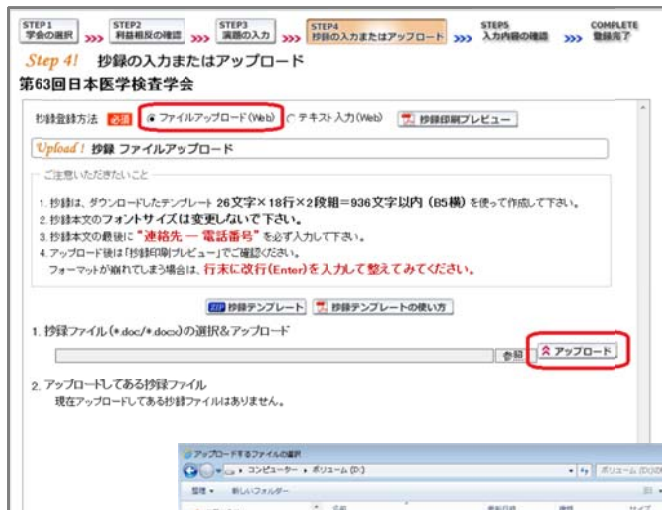 STEP1 STEP2 STEP3 STEP4 STEP5 COMPLETE
学会の選択 >>> 利益相反の確認 >>> 演題の入力 >>> 抄録の入力またはアップロード >>> 入力内容の確認 >>> 登録完了
Step 4! 抄録の入力またはアップロード
第63回日本医学検査学会
抄録登録方法 必須 ファイルアップロード(Web) テキスト入力(Web) 抄録印刷プレビュー
Upload! 抄録 ファイルアップロード
ご注意いただきたいこと
1. 抄録は、ダウンロードしたテンプレート 26文字×18行×2段組=936文字以内 (B5横) を使って作成して下さい。
2. 抄録本文のフォントサイズは変更しないで下さい。
3. 抄録本文の最後に "連絡先 ー 電話番号" を必ず入力して下さい。
4. アップロード後は「抄録印刷プレビュー」でご確認ください。
フォーマットが崩れてしまう場合は、行末に改行(Enter)を入力して整えてみてください。
ZIP 抄録テンプレート 抄録テンプレートの使い方
1. 抄録ファイル(*.doc/*.docx)の選択&アップロード
参照 アップロード
2. アップロードしてある抄録ファイル
現在アップロードしてある抄録ファイルはありません。
アップロードするファイルの選択
コンピューター ボリューム (D:)
整理 新しいフォルダー
名前 更新日時 種類 サイズ